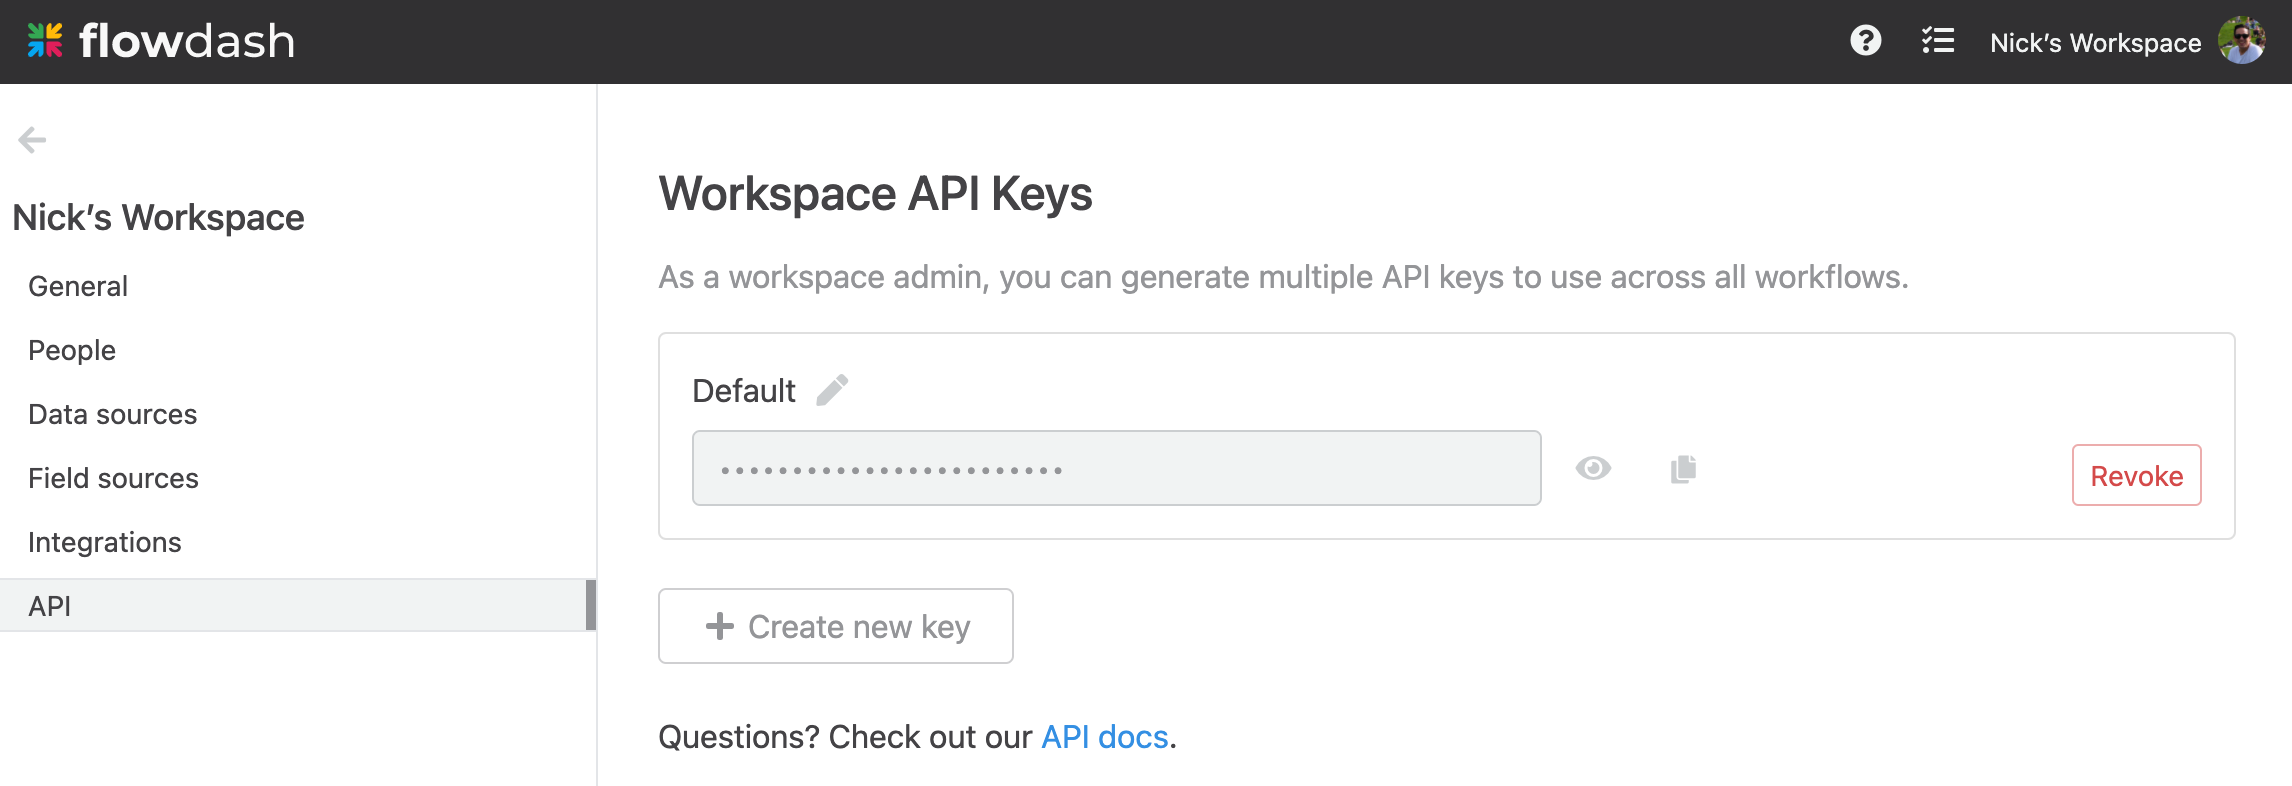 flowdash
Nick’s Workspace
Nick’s Workspace
General
People
Data sources
Field sources
Integrations
API
Workspace API Keys
As a workspace admin, you can generate multiple API keys to use across all workflows.
Default
••••••••••••••••••••••••
Revoke
Create new key
Questions? Check out our API docs.